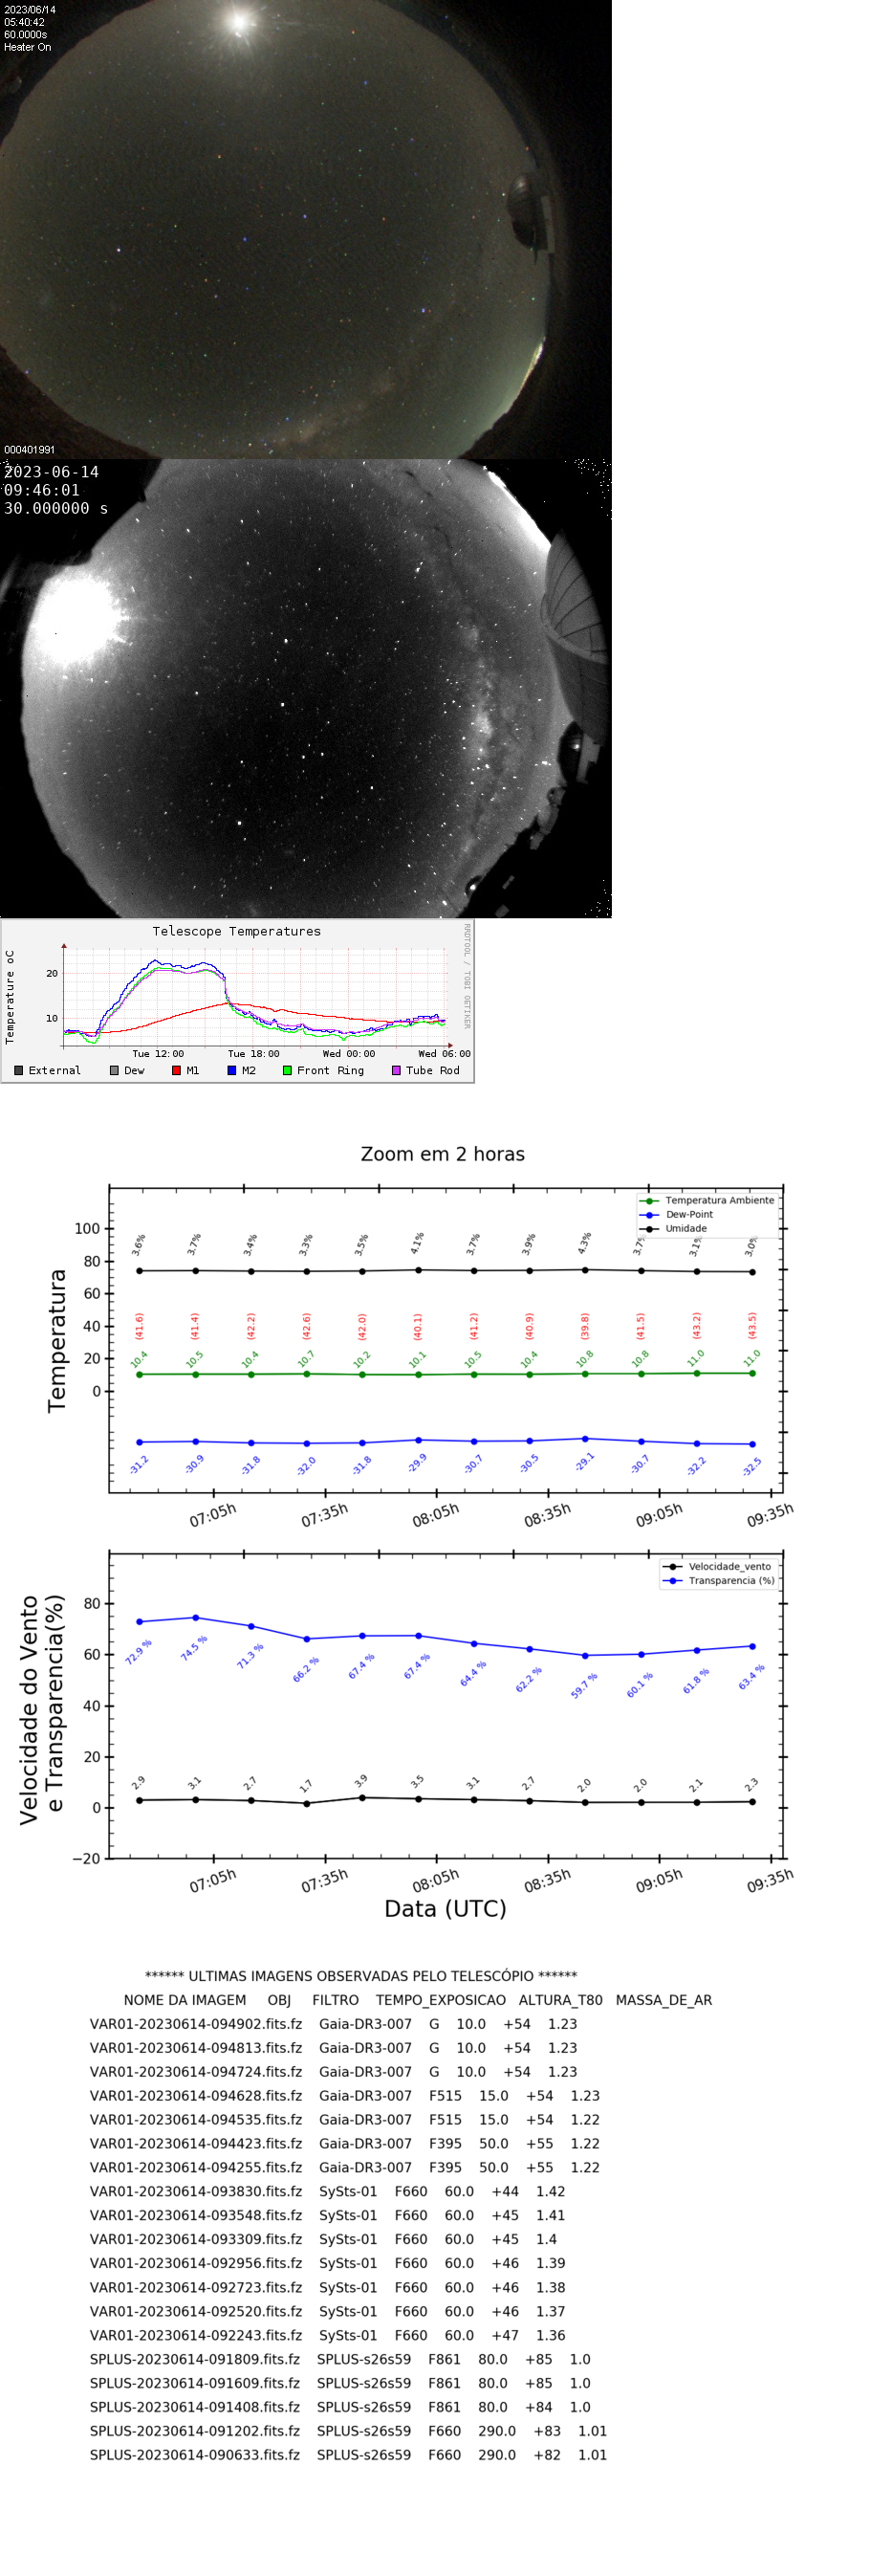 2023/06/14
05:40:42
60.0000s
Heater On
000401991
2023-06-14
09:46:01
30.000000 s
Telescope Temperatures
RRDTOOL / TOBI OETIKER
Temperature oC
20
10
Tue 12:00 Tue 18:00 Wed 00:00 Wed 06:00
External Dew M1 M2 Front Ring Tube Rod
Zoom em 2 horas
Temperatura Ambiente
Dew-Point
Umidade
Temperatura
100
80
60
40
20
0
3.6% 3.7% 3.4% 3.3% 3.5% 4.1% 3.7% 3.9% 4.3% 3.7% 3.1% 3.0%
(41.6) (41.4) (42.2) (42.6) (42.0) (40.1) (41.2) (40.9) (39.8) (41.5) (43.2) (43.5)
10.4 10.5 10.4 10.7 10.2 10.1 10.5 10.4 10.8 10.8 11.0 11.0
-31.2 -30.9 -31.8 -32.0 -31.8 -29.9 -30.7 -30.5 -29.1 -30.7 -32.2 -32.5
07:05h 07:35h 08:05h 08:35h 09:05h 09:35h
Velocidade_vento
Transparencia (%)
Velocidade do Vento
e Transparencia(%)
80
60
40
20
0
−20
72.9 % 74.5 % 71.3 % 66.2 % 67.4 % 67.4 % 64.4 % 62.2 % 59.7 % 60.1 % 61.8 % 63.4 %
2.9 3.1 2.7 1.7 3.9 3.5 3.1 2.7 2.0 2.0 2.1 2.3
07:05h 07:35h 08:05h 08:35h 09:05h 09:35h
Data (UTC)
****** ULTIMAS IMAGENS OBSERVADAS PELO TELESCÓPIO ******
NOME DA IMAGEM OBJ FILTRO TEMPO_EXPOSICAO ALTURA_T80 MASSA_DE_AR
VAR01-20230614-094902.fits.fz Gaia-DR3-007 G 10.0 +54 1.23
VAR01-20230614-094813.fits.fz Gaia-DR3-007 G 10.0 +54 1.23
VAR01-20230614-094724.fits.fz Gaia-DR3-007 G 10.0 +54 1.23
VAR01-20230614-094628.fits.fz Gaia-DR3-007 F515 15.0 +54 1.23
VAR01-20230614-094535.fits.fz Gaia-DR3-007 F515 15.0 +54 1.22
VAR01-20230614-094423.fits.fz Gaia-DR3-007 F395 50.0 +55 1.22
VAR01-20230614-094255.fits.fz Gaia-DR3-007 F395 50.0 +55 1.22
VAR01-20230614-093830.fits.fz SySts-01 F660 60.0 +44 1.42
VAR01-20230614-093548.fits.fz SySts-01 F660 60.0 +45 1.41
VAR01-20230614-093309.fits.fz SySts-01 F660 60.0 +45 1.4
VAR01-20230614-092956.fits.fz SySts-01 F660 60.0 +46 1.39
VAR01-20230614-092723.fits.fz SySts-01 F660 60.0 +46 1.38
VAR01-20230614-092520.fits.fz SySts-01 F660 60.0 +46 1.37
VAR01-20230614-092243.fits.fz SySts-01 F660 60.0 +47 1.36
SPLUS-20230614-091809.fits.fz SPLUS-s26s59 F861 80.0 +85 1.0
SPLUS-20230614-091609.fits.fz SPLUS-s26s59 F861 80.0 +85 1.0
SPLUS-20230614-091408.fits.fz SPLUS-s26s59 F861 80.0 +84 1.0
SPLUS-20230614-091202.fits.fz SPLUS-s26s59 F660 290.0 +83 1.01
SPLUS-20230614-090633.fits.fz SPLUS-s26s59 F660 290.0 +82 1.01